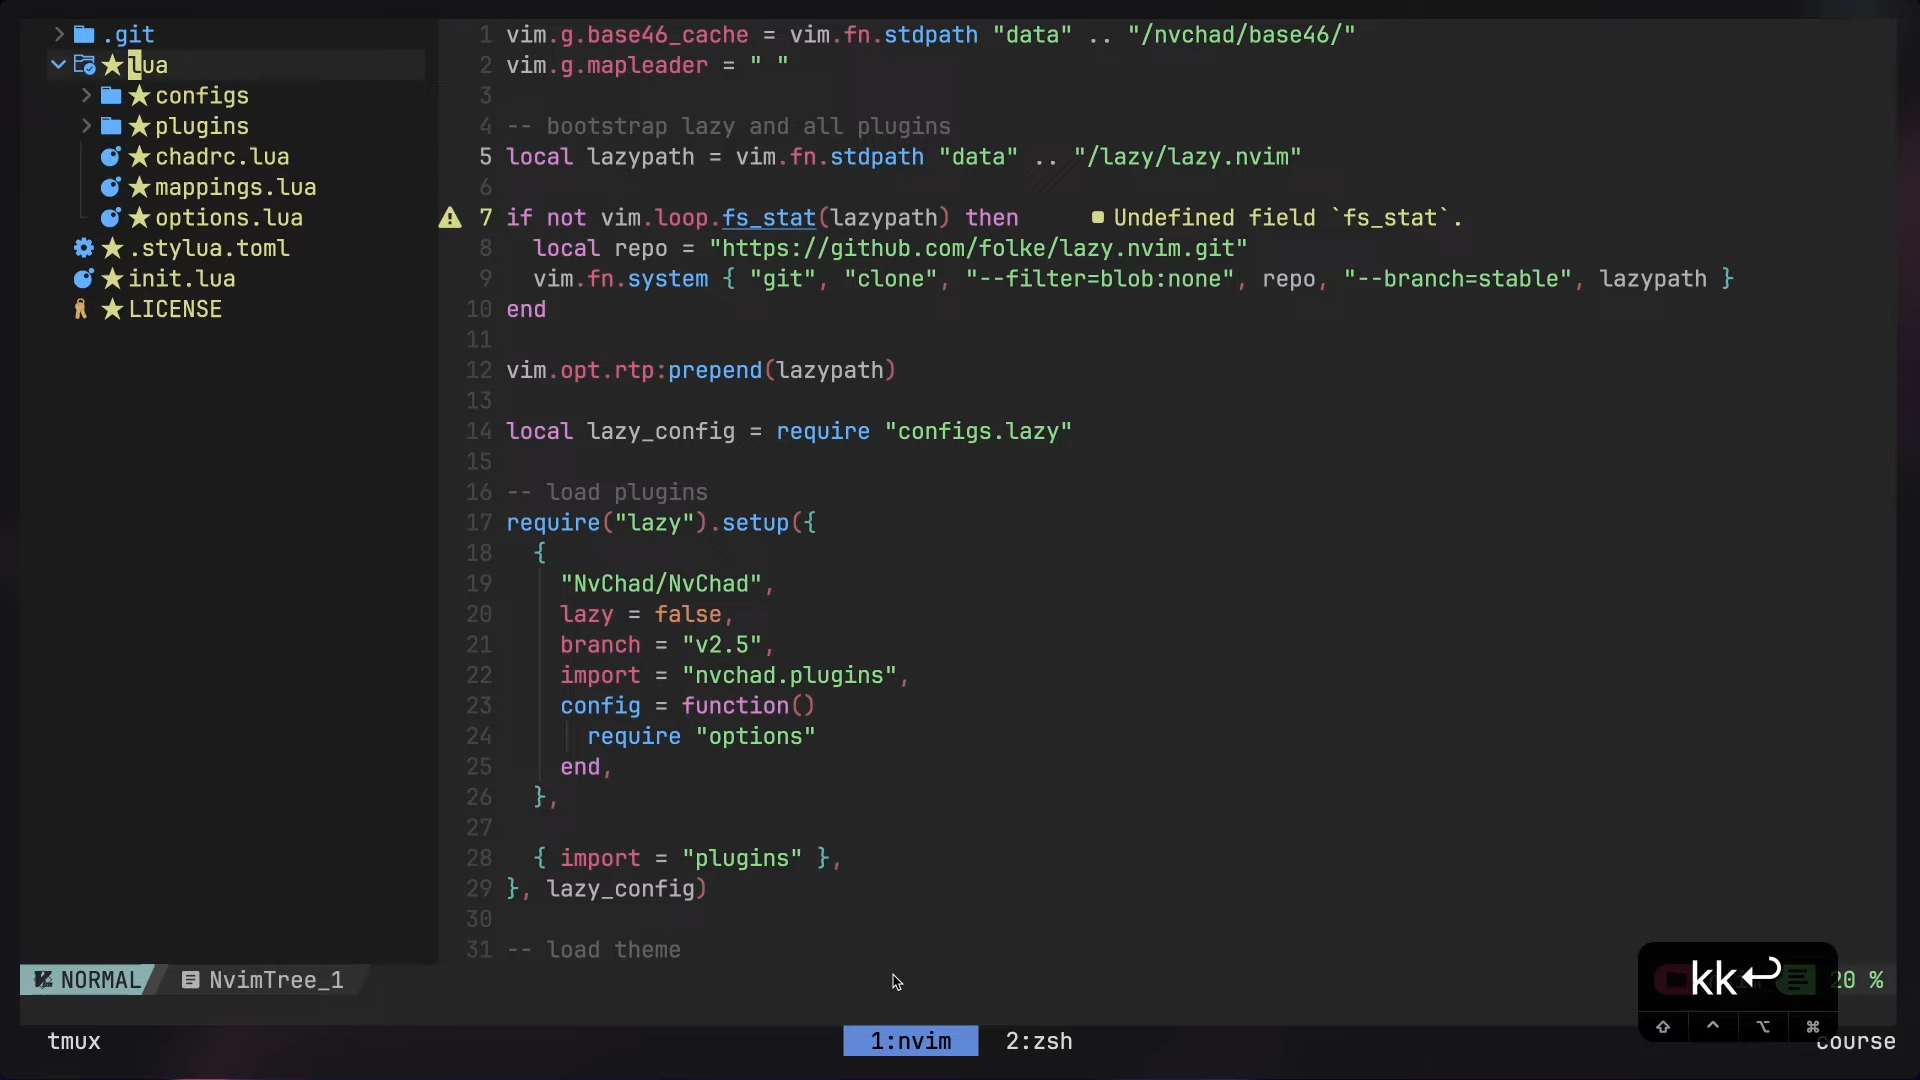 .git
lua
configs
plugins
chadrc.lua
mappings.lua
options.lua
.stylua.toml
init.lua
LICENSE
1 vim.g.base46_cache = vim.fn.stdpath "data" .. "/nvchad/base46/"
2 vim.g.mapleader = " "
3
4 -- bootstrap lazy and all plugins
5 local lazypath = vim.fn.stdpath "data" .. "/lazy/lazy.nvim"
6
7 if not vim.loop.fs_stat(lazypath) then Undefined field `fs_stat`.
8   local repo = "https://github.com/folke/lazy.nvim.git"
9   vim.fn.system { "git", "clone", "--filter=blob:none", repo, "--branch=stable", lazypath }
10 end
11
12 vim.opt.rtp:prepend(lazypath)
13
14 local lazy_config = require "configs.lazy"
15
16 -- load plugins
17 require("lazy").setup({
18   {
19     "NvChad/NvChad",
20     lazy = false,
21     branch = "v2.5",
22     import = "nvchad.plugins",
23     config = function()
24       require "options"
25     end,
26   },
27
28   { import = "plugins" },
29 }, lazy_config)
30
31 -- load theme
NORMAL NvimTree_1
kk↵ 20 %
tmux 1:nvim 2:zsh course